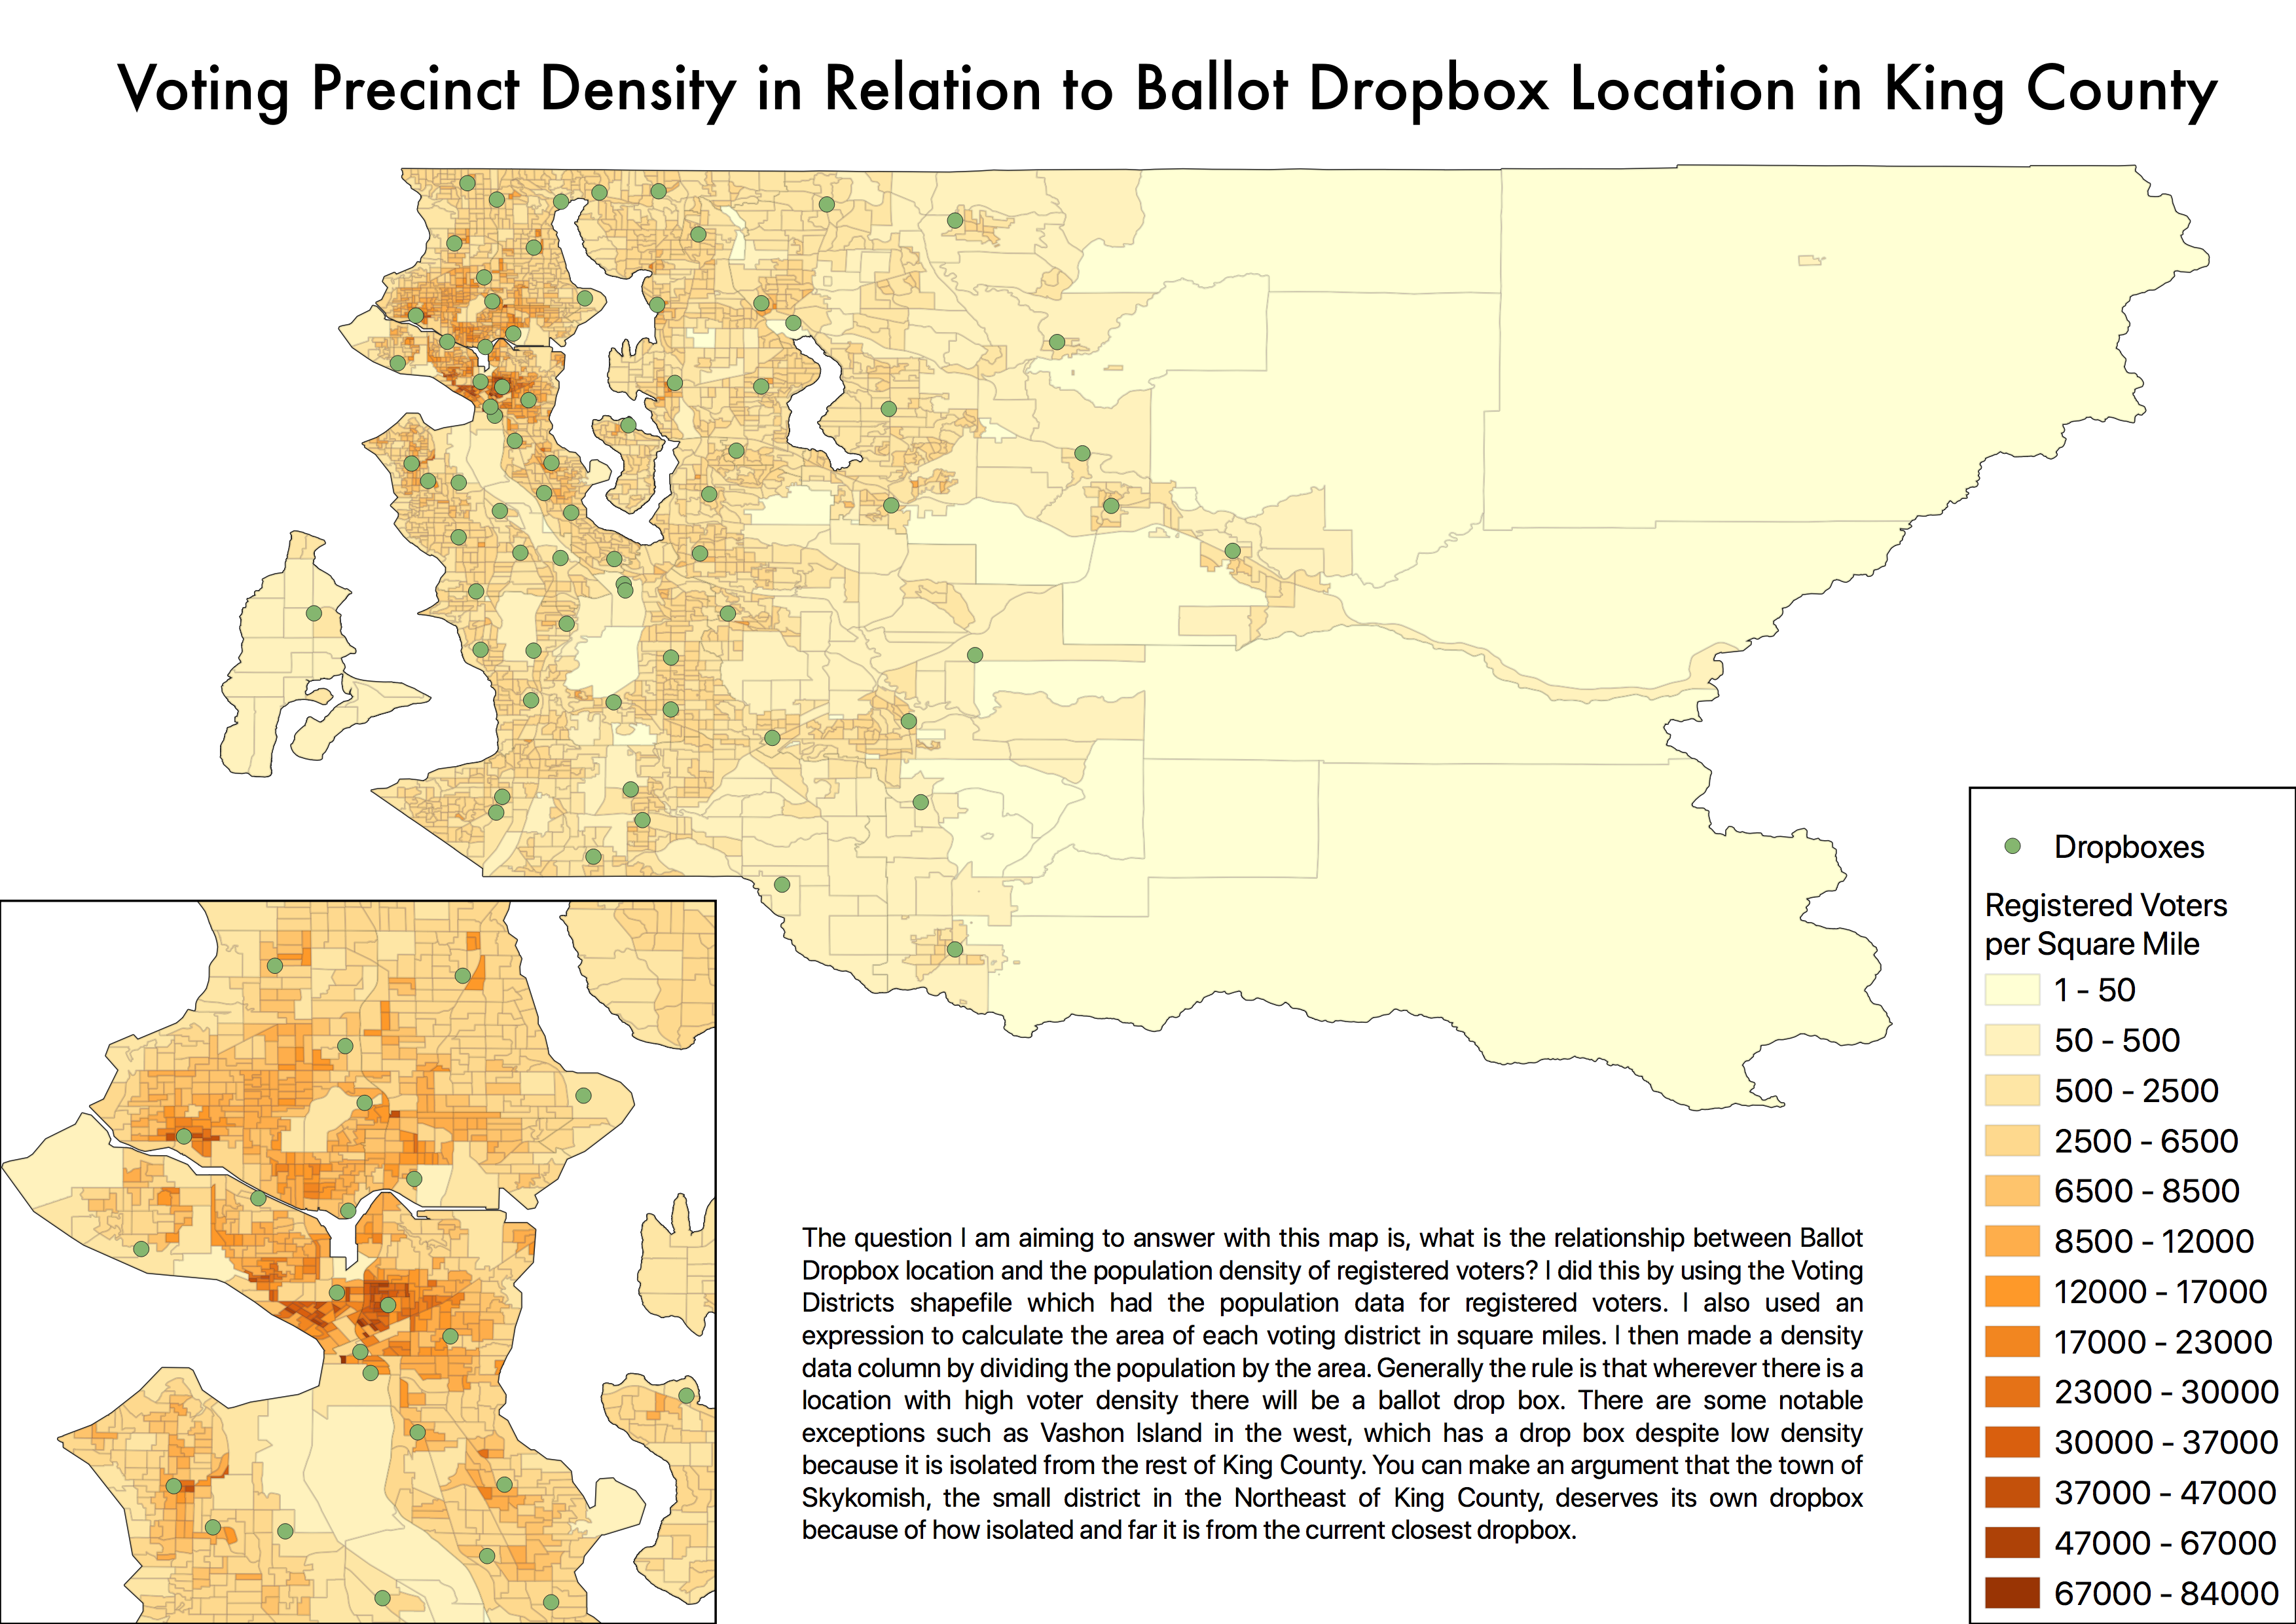 Voting Precinct Density in Relation to Ballot Dropbox Location in King County
Dropboxes
Registered Voters
per Square Mile
1 - 50
50 - 500
500 - 2500
2500 - 6500
6500 - 8500
8500 - 12000
12000 - 17000
17000 - 23000
23000 - 30000
30000 - 37000
37000 - 47000
47000 - 67000
67000 - 84000
The question I am aiming to answer with this map is, what is the relationship between Ballot
Dropbox location and the population density of registered voters? I did this by using the Voting
Districts shapefile which had the population data for registered voters. I also used an
expression to calculate the area of each voting district in square miles. I then made a density
data column by dividing the population by the area. Generally the rule is that wherever there is a
location with high voter density there will be a ballot drop box. There are some notable
exceptions such as Vashon Island in the west, which has a drop box despite low density
because it is isolated from the rest of King County. You can make an argument that the town of
Skykomish, the small district in the Northeast of King County, deserves its own dropbox
because of how isolated and far it is from the current closest dropbox.